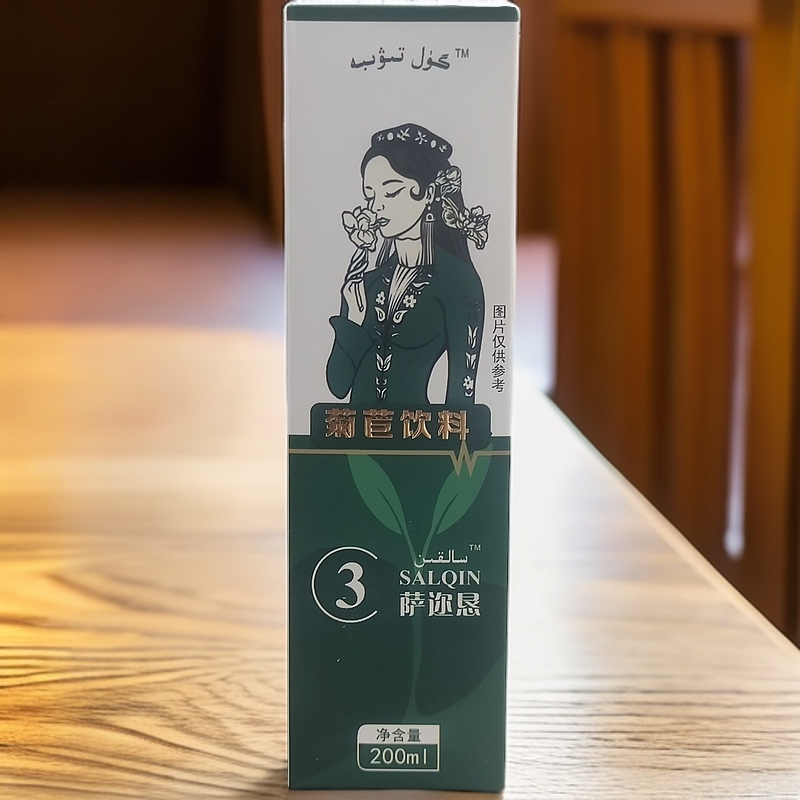 گۈل تىۋىبە™
图片仅供参考
菊苣饮料
3
سالقىن™
SALQIN
萨迩恳
净含量
200ml